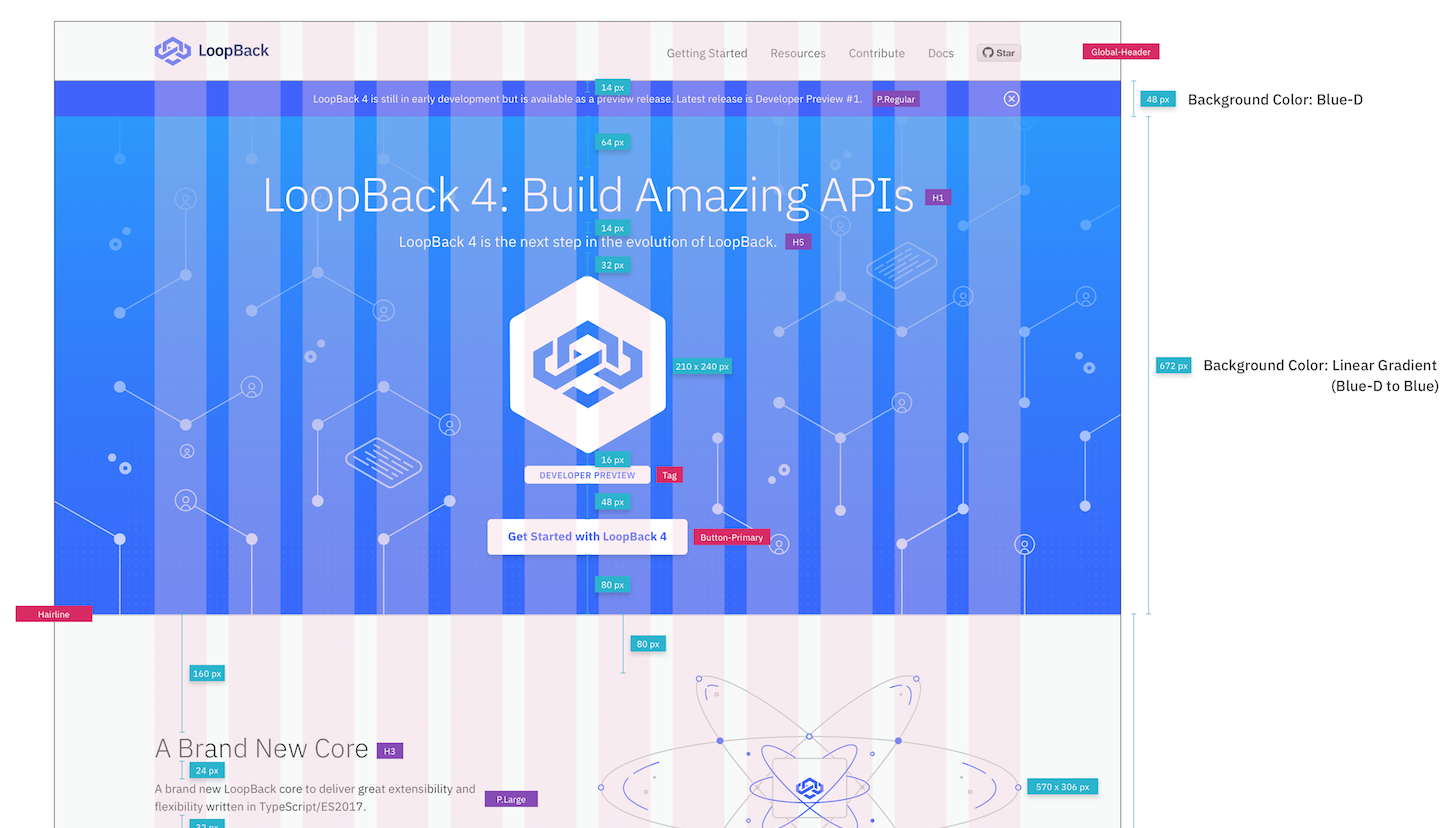 LoopBack
Getting Started
Resources
Contribute
Docs
Star
Global-Header
14 px
LoopBack 4 is still in early development but is available as a preview release. Latest release is Developer Preview #1.
P.Regular
48 px
Background Color: Blue-D
64 px
LoopBack 4: Build Amazing APIs
H1
14 px
LoopBack 4 is the next step in the evolution of LoopBack.
H5
32 px
210 x 240 px
672 px
Background Color: Linear Gradient
(Blue-D to Blue)
16 px
DEVELOPER PREVIEW
Tag
48 px
Get Started with LoopBack 4
Button-Primary
80 px
Hairline
80 px
160 px
A Brand New Core
H3
24 px
A brand new LoopBack core to deliver great extensibility and
flexibility written in TypeScript/ES2017.
P.Large
570 x 306 px
32 px